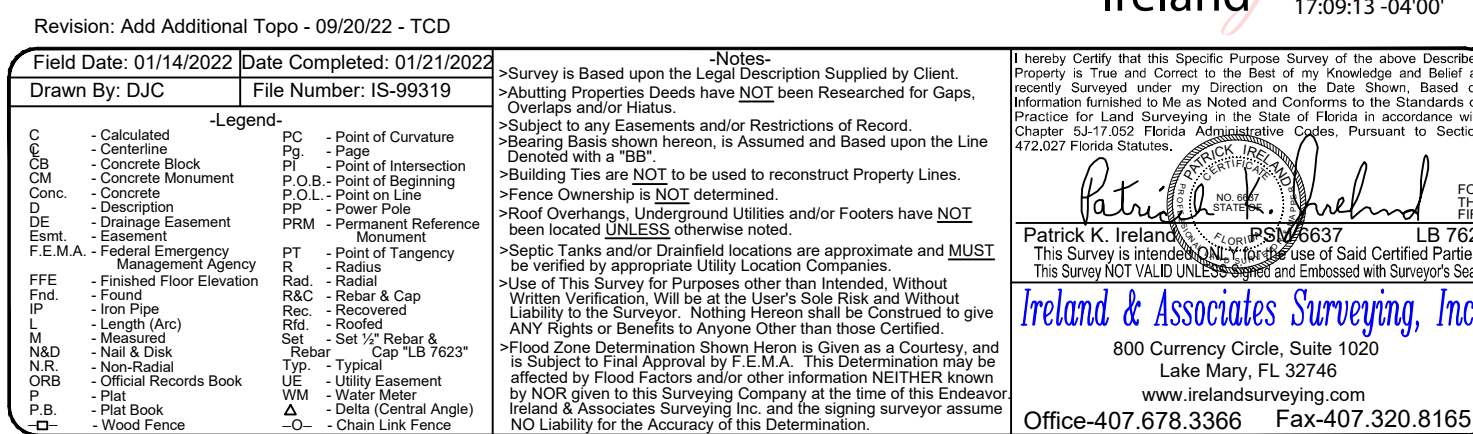 Ireland
17:09:13 -04'00'
Revision: Add Additional Topo - 09/20/22 - TCD
Field Date: 01/14/2022 Date Completed: 01/21/2022
Drawn By: DJC File Number: IS-99319
-Legend-
C - Calculated
℄ - Centerline
CB - Concrete Block
CM - Concrete Monument
Conc. - Concrete
D - Description
DE - Drainage Easement
Esmt. - Easement
F.E.M.A. - Federal Emergency
Management Agency
FFE - Finished Floor Elevation
Fnd. - Found
IP - Iron Pipe
L - Length (Arc)
M - Measured
N&D - Nail & Disk
N.R. - Non-Radial
ORB - Official Records Book
P - Plat
P.B. - Plat Book
- Wood Fence
PC - Point of Curvature
Pg. - Page
PI - Point of Intersection
P.O.B. - Point of Beginning
P.O.L. - Point on Line
PP - Power Pole
PRM - Permanent Reference
Monument
PT - Point of Tangency
R - Radius
Rad. - Radial
R&C - Rebar & Cap
Rec. - Recovered
Rfd. - Roofed
Set - Set ½" Rebar &
Rebar Cap "LB 7623"
Typ. - Typical
UE - Utility Easement
WM - Water Meter
Δ - Delta (Central Angle)
–O– - Chain Link Fence
-Notes-
>Survey is Based upon the Legal Description Supplied by Client.
>Abutting Properties Deeds have NOT been Researched for Gaps,
Overlaps and/or Hiatus.
>Subject to any Easements and/or Restrictions of Record.
>Bearing Basis shown hereon, is Assumed and Based upon the Line
Denoted with a "BB".
>Building Ties are NOT to be used to reconstruct Property Lines.
>Fence Ownership is NOT determined.
>Roof Overhangs, Underground Utilities and/or Footers have NOT
been located UNLESS otherwise noted.
>Septic Tanks and/or Drainfield locations are approximate and MUST
be verified by appropriate Utility Location Companies.
>Use of This Survey for Purposes other than Intended, Without
Written Verification, Will be at the User's Sole Risk and Without
Liability to the Surveyor. Nothing Hereon shall be Construed to give
ANY Rights or Benefits to Anyone Other than those Certified.
>Flood Zone Determination Shown Heron is Given as a Courtesy, and
is Subject to Final Approval by F.E.M.A. This Determination may be
affected by Flood Factors and/or other information NEITHER known
by NOR given to this Surveying Company at the time of this Endeavor.
Ireland & Associates Surveying Inc. and the signing surveyor assume
NO Liability for the Accuracy of this Determination.
I hereby Certify that this Specific Purpose Survey of the above Describe
Property is True and Correct to the Best of my Knowledge and Belief a
recently Surveyed under my Direction on the Date Shown, Based o
Information furnished to Me as Noted and Conforms to the Standards o
Practice for Land Surveying in the State of Florida in accordance wi
Chapter 5J-17.052 Florida Administrative Codes, Pursuant to Sectio
472.027 Florida Statutes.
PATRICK IRELAND
CERTIFICATE
NO. 6637
STATE OF
FLORIDA
Patrick K. Ireland
FO
TH
FIR
Patrick K. Ireland PSM 6637 LB 762
This Survey is intended ONLY for the use of Said Certified Partie
This Survey NOT VALID UNLESS Signed and Embossed with Surveyor's Sea
Ireland & Associates Surveying, Inc
800 Currency Circle, Suite 1020
Lake Mary, FL 32746
www.irelandsurveying.com
Office-407.678.3366 Fax-407.320.8165